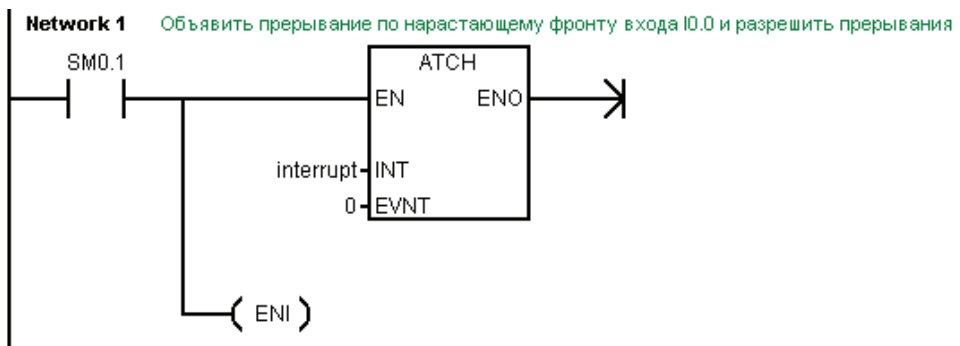 Network 1 Объявить прерывание по нарастающему фронту входа I0.0 и разрешить прерывания
SM0.1
ATCH
EN ENO
interrupt INT
0 EVNT
ENI